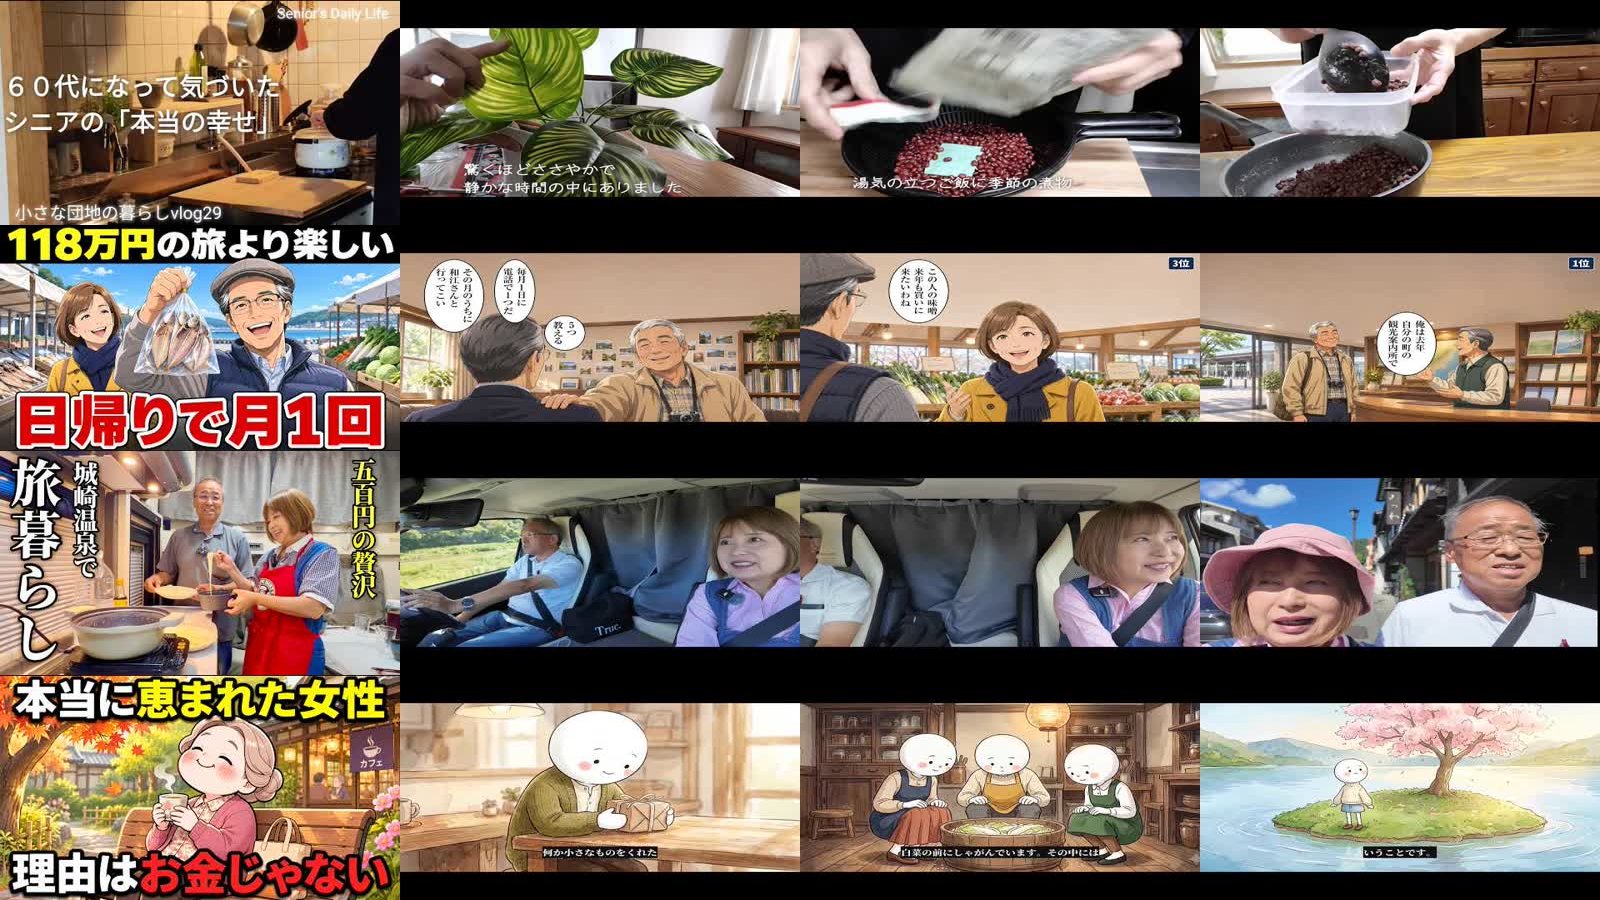 Senior's Daily Life
６０代になって気づいた
シニアの「本当の幸せ」
小さな団地の暮らしvlog29
驚くほどささやかで
静かな時間の中にありました
湯気の立つご飯に季節の煮物
118万円の旅より楽しい
日帰りで月1回
毎月1日に
電話で1つだ
その月のうちに
和江さんと
行ってこい
5つ
教える
3位
この人の味噌
来年も買いに
来たいわね
1位
俺は去年
自分の町の
観光案内所で
城崎温泉で
旅暮らし
五百円の贅沢
True.
本当に恵まれた女性
カフェ
理由はお金じゃない
何か小さなものをくれた
白菜の前にしゃがんでいます。その中には
いうことです。